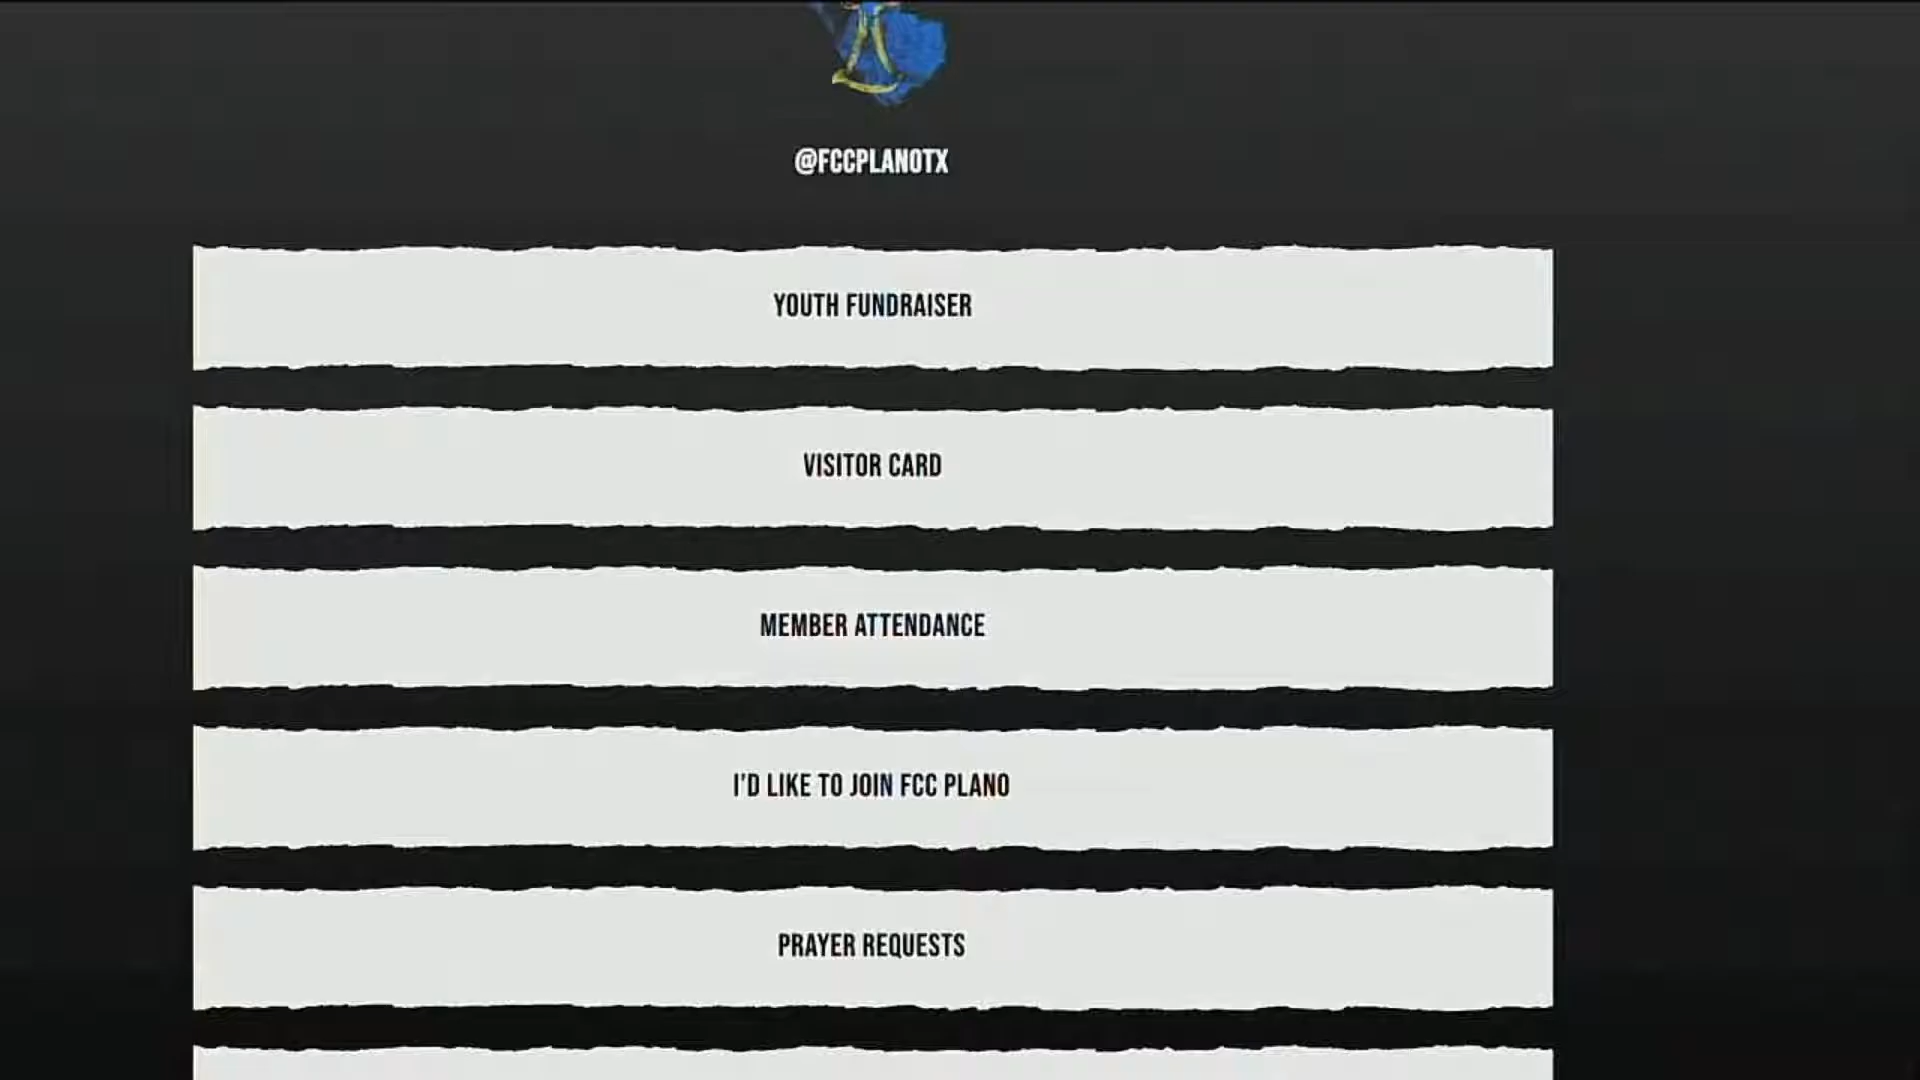 @FCCPLANOTX
YOUTH FUNDRAISER
VISITOR CARD
MEMBER ATTENDANCE
I'D LIKE TO JOIN FCC PLANO
PRAYER REQUESTS